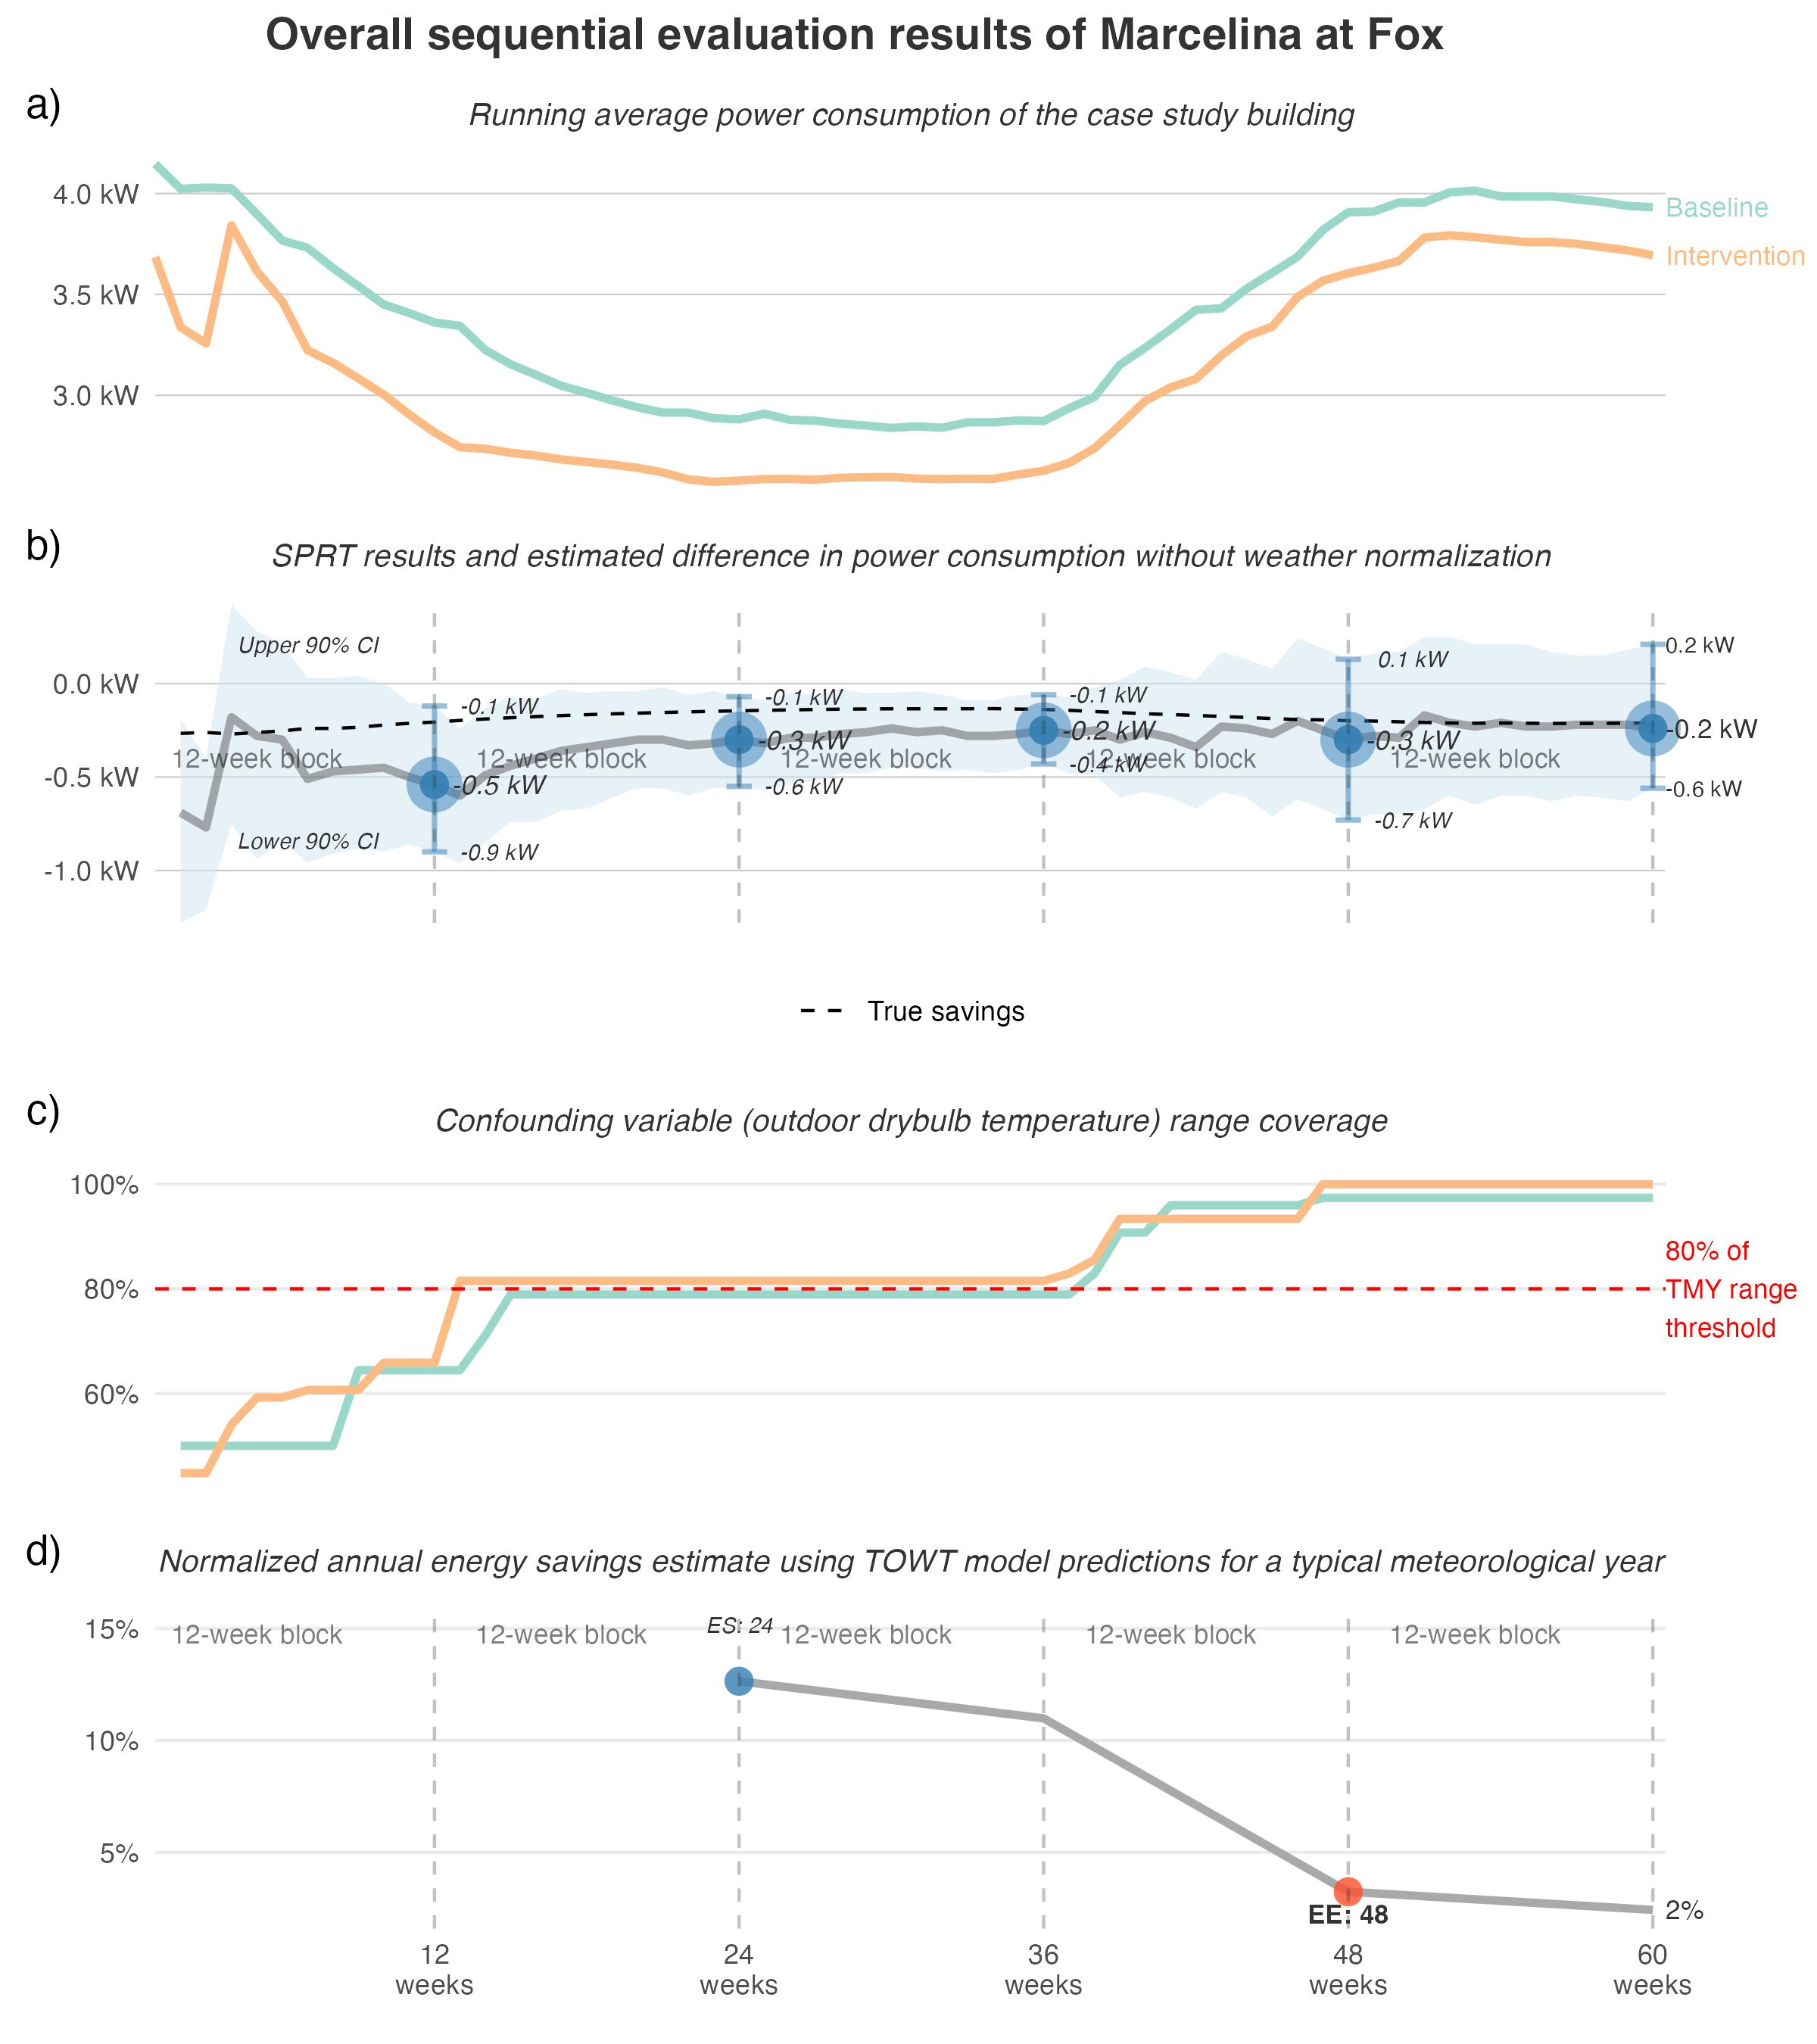 Overall sequential evaluation results of Marcelina at Fox
a)
Running average power consumption of the case study building
4.0 kW
3.5 kW
3.0 kW
Baseline
Intervention
b)
SPRT results and estimated difference in power consumption without weather normalization
0.0 kW
-0.5 kW
-1.0 kW
Upper 90% CI
Lower 90% CI
12-week block
12-week block
12-week block
12-week block
12-week block
-0.1 kW
-0.5 kW
-0.9 kW
-0.1 kW
-0.3 kW
-0.6 kW
-0.1 kW
-0.2 kW
-0.4 kW
0.1 kW
-0.3 kW
-0.7 kW
0.2 kW
-0.2 kW
-0.6 kW
True savings
c)
Confounding variable (outdoor drybulb temperature) range coverage
100%
80%
60%
80% of
TMY range
threshold
d)
Normalized annual energy savings estimate using TOWT model predictions for a typical meteorological year
15%
10%
5%
12-week block
12-week block
ES: 24
12-week block
12-week block
12-week block
EE: 48
2%
12
weeks
24
weeks
36
weeks
48
weeks
60
weeks